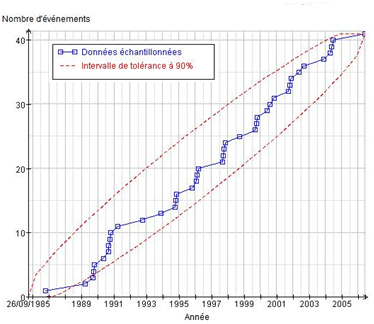 Nombre d'événements
40
Données échantillonnées
Intervalle de tolérance à 90%
30
20
10
0
26/09/1985 1989 1991 1993 1995 1997 1999 2001 2003 2005
Année